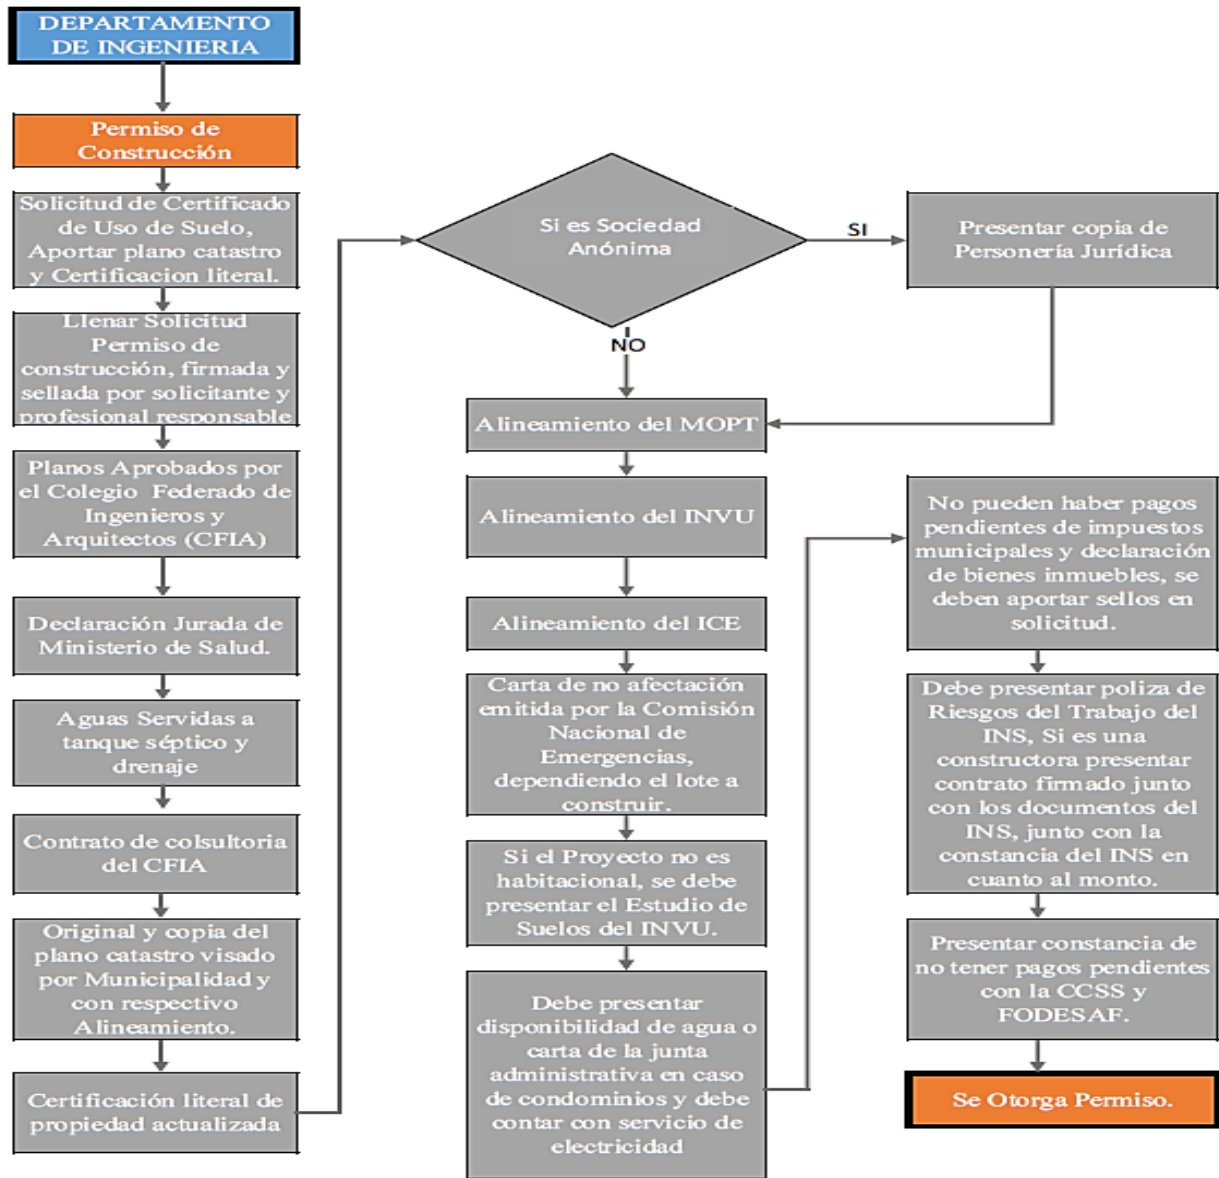 DEPARTAMENTO
DE INGENIERIA
Permiso de
Construcción
Solicitud de Certificado
de Uso de Suelo,
Aportar plano catastro
y Certificacion literal.
Llenar Solicitud
Permiso de
construcción, firmada y
sellada por solicitante y
profesional responsable
Planos Aprobados por
el Colegio Federado de
Ingenieros y
Arquitectos (CFIA)
Declaración Jurada de
Ministerio de Salud.
Aguas Servidas a
tanque séptico y
drenaje
Contrato de colsultoria
del CFIA
Original y copia del
plano catastro visado
por Municipalidad y
con respectivo
Alineamiento.
Certificación literal de
propiedad actualizada
Si es Sociedad
Anónima
SI
NO
Presentar copia de
Personería Jurídica
Alineamiento del MOPT
Alineamiento del INVU
Alineamiento del ICE
Carta de no afectación
emitida por la Comisión
Nacional de
Emergencias,
dependiendo el lote a
construir.
Si el Proyecto no es
habitacional, se debe
presentar el Estudio de
Suelos del INVU.
Debe presentar
disponibilidad de agua o
carta de la junta
administrativa en caso
de condominios y debe
contar con servicio de
electricidad
No pueden haber pagos
pendientes de impuestos
municipales y declaración
de bienes inmuebles, se
deben aportar sellos en
solicitud.
Debe presentar poliza de
Riesgos del Trabajo del
INS, Si es una
constructora presentar
contrato firmado junto
con los documentos del
INS, junto con la
constancia del INS en
cuanto al monto.
Presentar constancia de
no tener pagos pendientes
con la CCSS y
FODESAF.
Se Otorga Permiso.